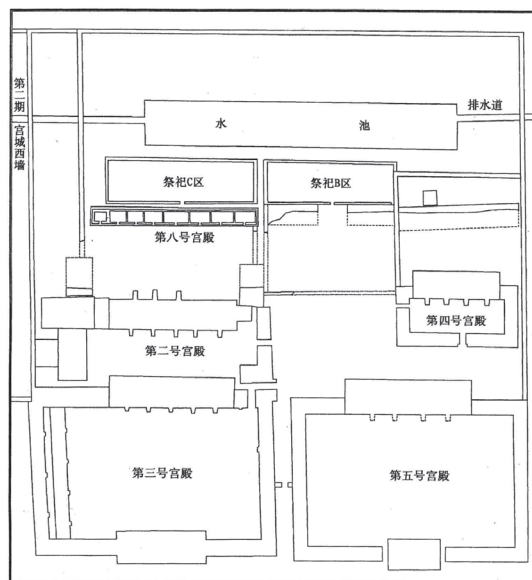 第二期宫城西墙
排水道
水池
祭祀C区
祭祀B区
第八号宫殿
第四号宫殿
第二号宫殿
第三号宫殿
第五号宫殿